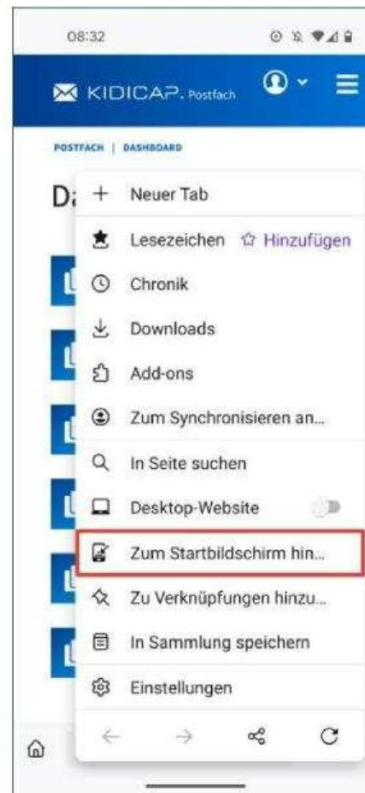 08:32
KIDICAP. Postfach
POSTFACH | DASHBOARD
Neuer Tab
Lesezeichen Hinzufügen
Chronik
Downloads
Add-ons
Zum Synchronisieren an...
In Seite suchen
Desktop-Website
Zum Startbildschirm hin...
Zu Verknüpfungen hinzu...
In Sammlung speichern
Einstellungen